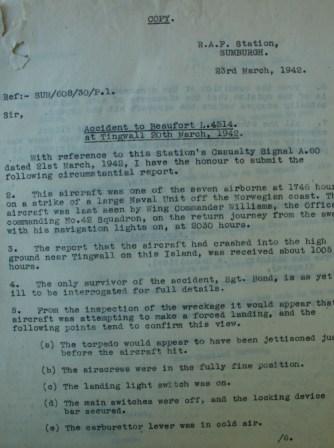 COPY.
R.A.F. Station,
SUMBURGH.
23rd March, 1942.
Ref:- SUM/608/30/P.1.
Sir,
Accident to Beaufort L.4514.
at Tingwall 20th March, 1942.
With reference to this Station's Casualty Signal A.60
dated 21st March, 1942, I have the honour to submit the
following circumstantial report.
2. This aircraft was one of the seven airborne at 1745 hour
on a strike of a large Naval Unit off the Norwegian coast. Th
aircraft was last seen by Wing Commander Williams, the Offic
commanding No.42 Squadron, on the return journey from the
with his navigation lights on, at 2030 hours.
3. The report that the aircraft had crashed into the high
ground near Tingwall on this Island, was received about 1005
hours.
4. The only survivor of the accident, Sgt. Bond, is as yet
ill to be interrogated for full details.
5. From the inspection of wreckage it would appear that
aircraft was attempting to make a forced landing, and the
following points tend to confirm this view.
(a) The torpedo would appear to have been jettisoned jus
before the aircraft hit.
(b) The airscrews were in the fully fine position.
(c) The landing light switch was on.
(d) The main switches were off, and the locking device
bar secured.
(e) The carburettor lever was in cold air.
/6.